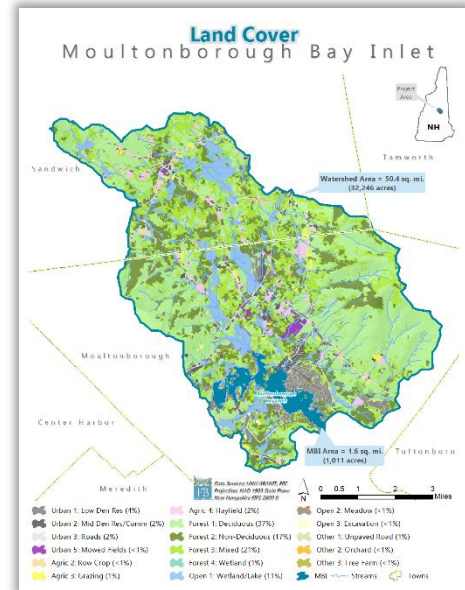 Land Cover
Moultonborough Bay Inlet
Project
Area
NH
Sandwich
Tamworth
Watershed Area = 50.4 sq. mi.
(32,246 acres)
Moultonborough
Center Harbor
MBI Area = 1.6 sq. mi.
(1,011 acres)
Tuftonboro
Meredith
FB
N
0 0.5 1 2 3
Miles
Urban 1: Low Den Res (4%)
Urban 2: Mid Den Res/Comm (2%)
Urban 3: Roads (2%)
Urban 5: Mowed Fields (<1%)
Agric 2: Row Crop (<1%)
Agric 3: Grazing (1%)
Agric 4: Hayfield (2%)
Forest 1: Deciduous (37%)
Forest 2: Non-Deciduous (17%)
Forest 3: Mixed (21%)
Forest 4: Wetland (1%)
Open 1: Wetland/Lake (11%)
Open 2: Meadow (<1%)
Open 3: Excavation (<1%)
Other 1: Unpaved Road (1%)
Other 2: Orchard (<1%)
Other 3: Tree Farm (<1%)
MBI
Streams
Towns